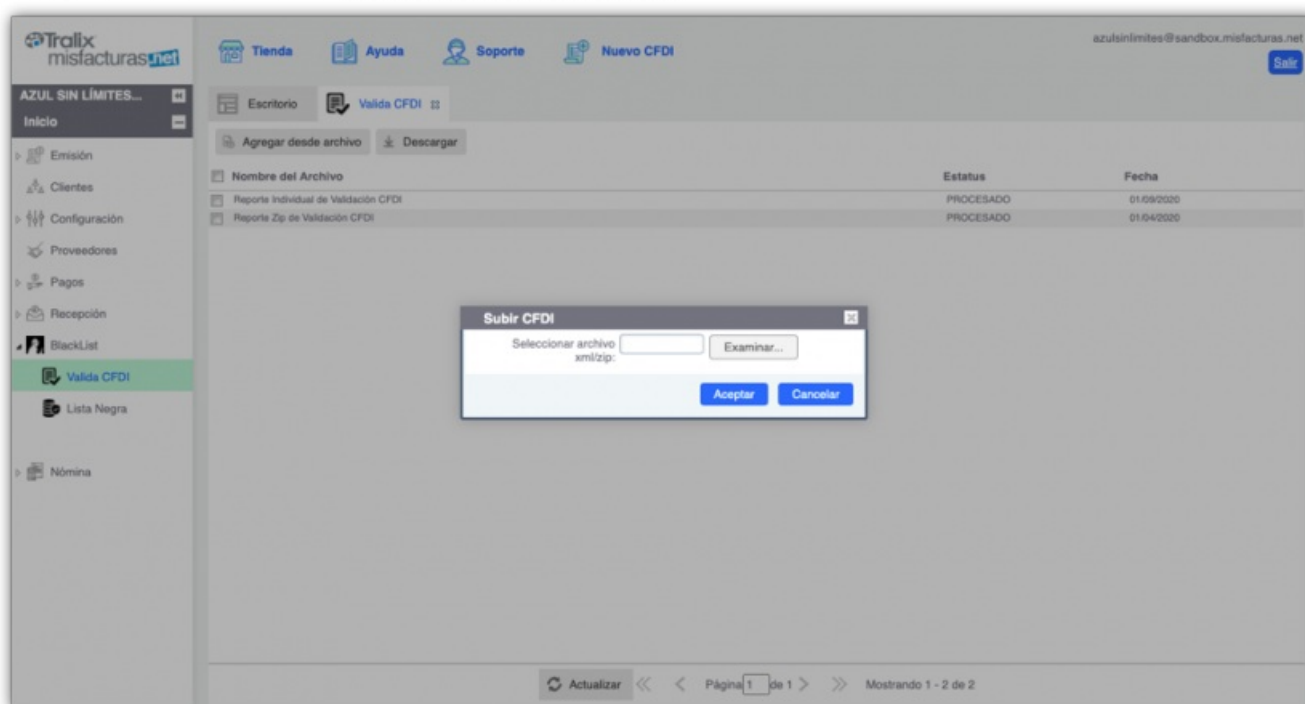 Tralix
misfacturas.net
Tienda
Ayuda
Soporte
Nuevo CFDI
azulsinlimites@sandbox.misfacturas.net
Salir
AZUL SIN LÍMITES...
Inicio
Emisión
Clientes
Configuración
Proveedores
Pagos
Recepción
BlackList
Valida CFDI
Lista Negra
Nómina
Escritorio
Valida CFDI
Agregar desde archivo
Descargar
Nombre del Archivo Estatus Fecha
Reporte Individual de Validación CFDI PROCESADO 01/09/2020
Reporte Zip de Validación CFDI PROCESADO 01/04/2020
Subir CFDI
Seleccionar archivo
xml/zip:
Examinar...
Aceptar
Cancelar
Actualizar
Página 1 de 1
Mostrando 1 - 2 de 2